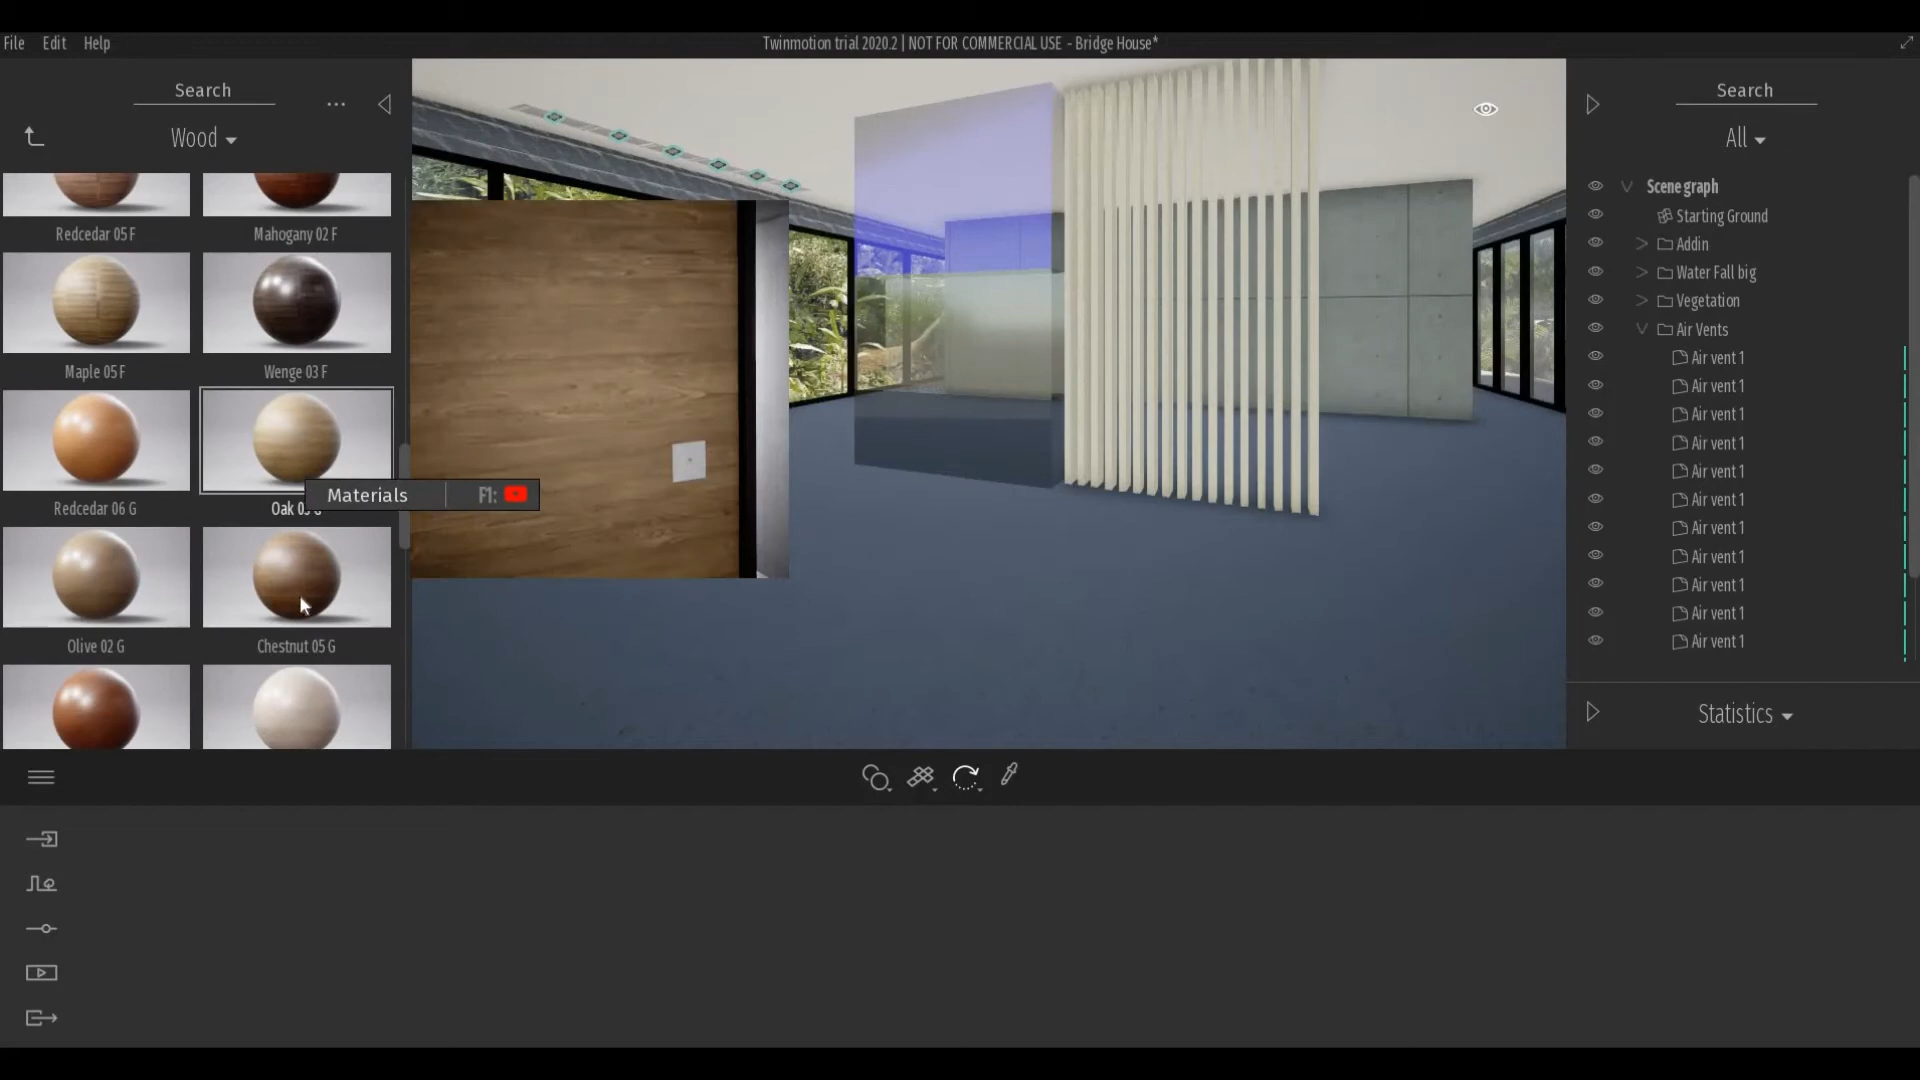 File Edit Help
Twinmotion trial 2020.2 | NOT FOR COMMERCIAL USE - Bridge House*
Search
...
Wood
Redcedar 05 F
Mahogany 02 F
Maple 05 F
Wenge 03 F
Materials
F1:
Redcedar 06 G
Oak
Olive 02 G
Chestnut 05 G
Search
All
Scene graph
Starting Ground
Addin
Water Fall big
Vegetation
Air Vents
Air vent 1
Air vent 1
Air vent 1
Air vent 1
Air vent 1
Air vent 1
Air vent 1
Air vent 1
Air vent 1
Air vent 1
Air vent 1
Statistics